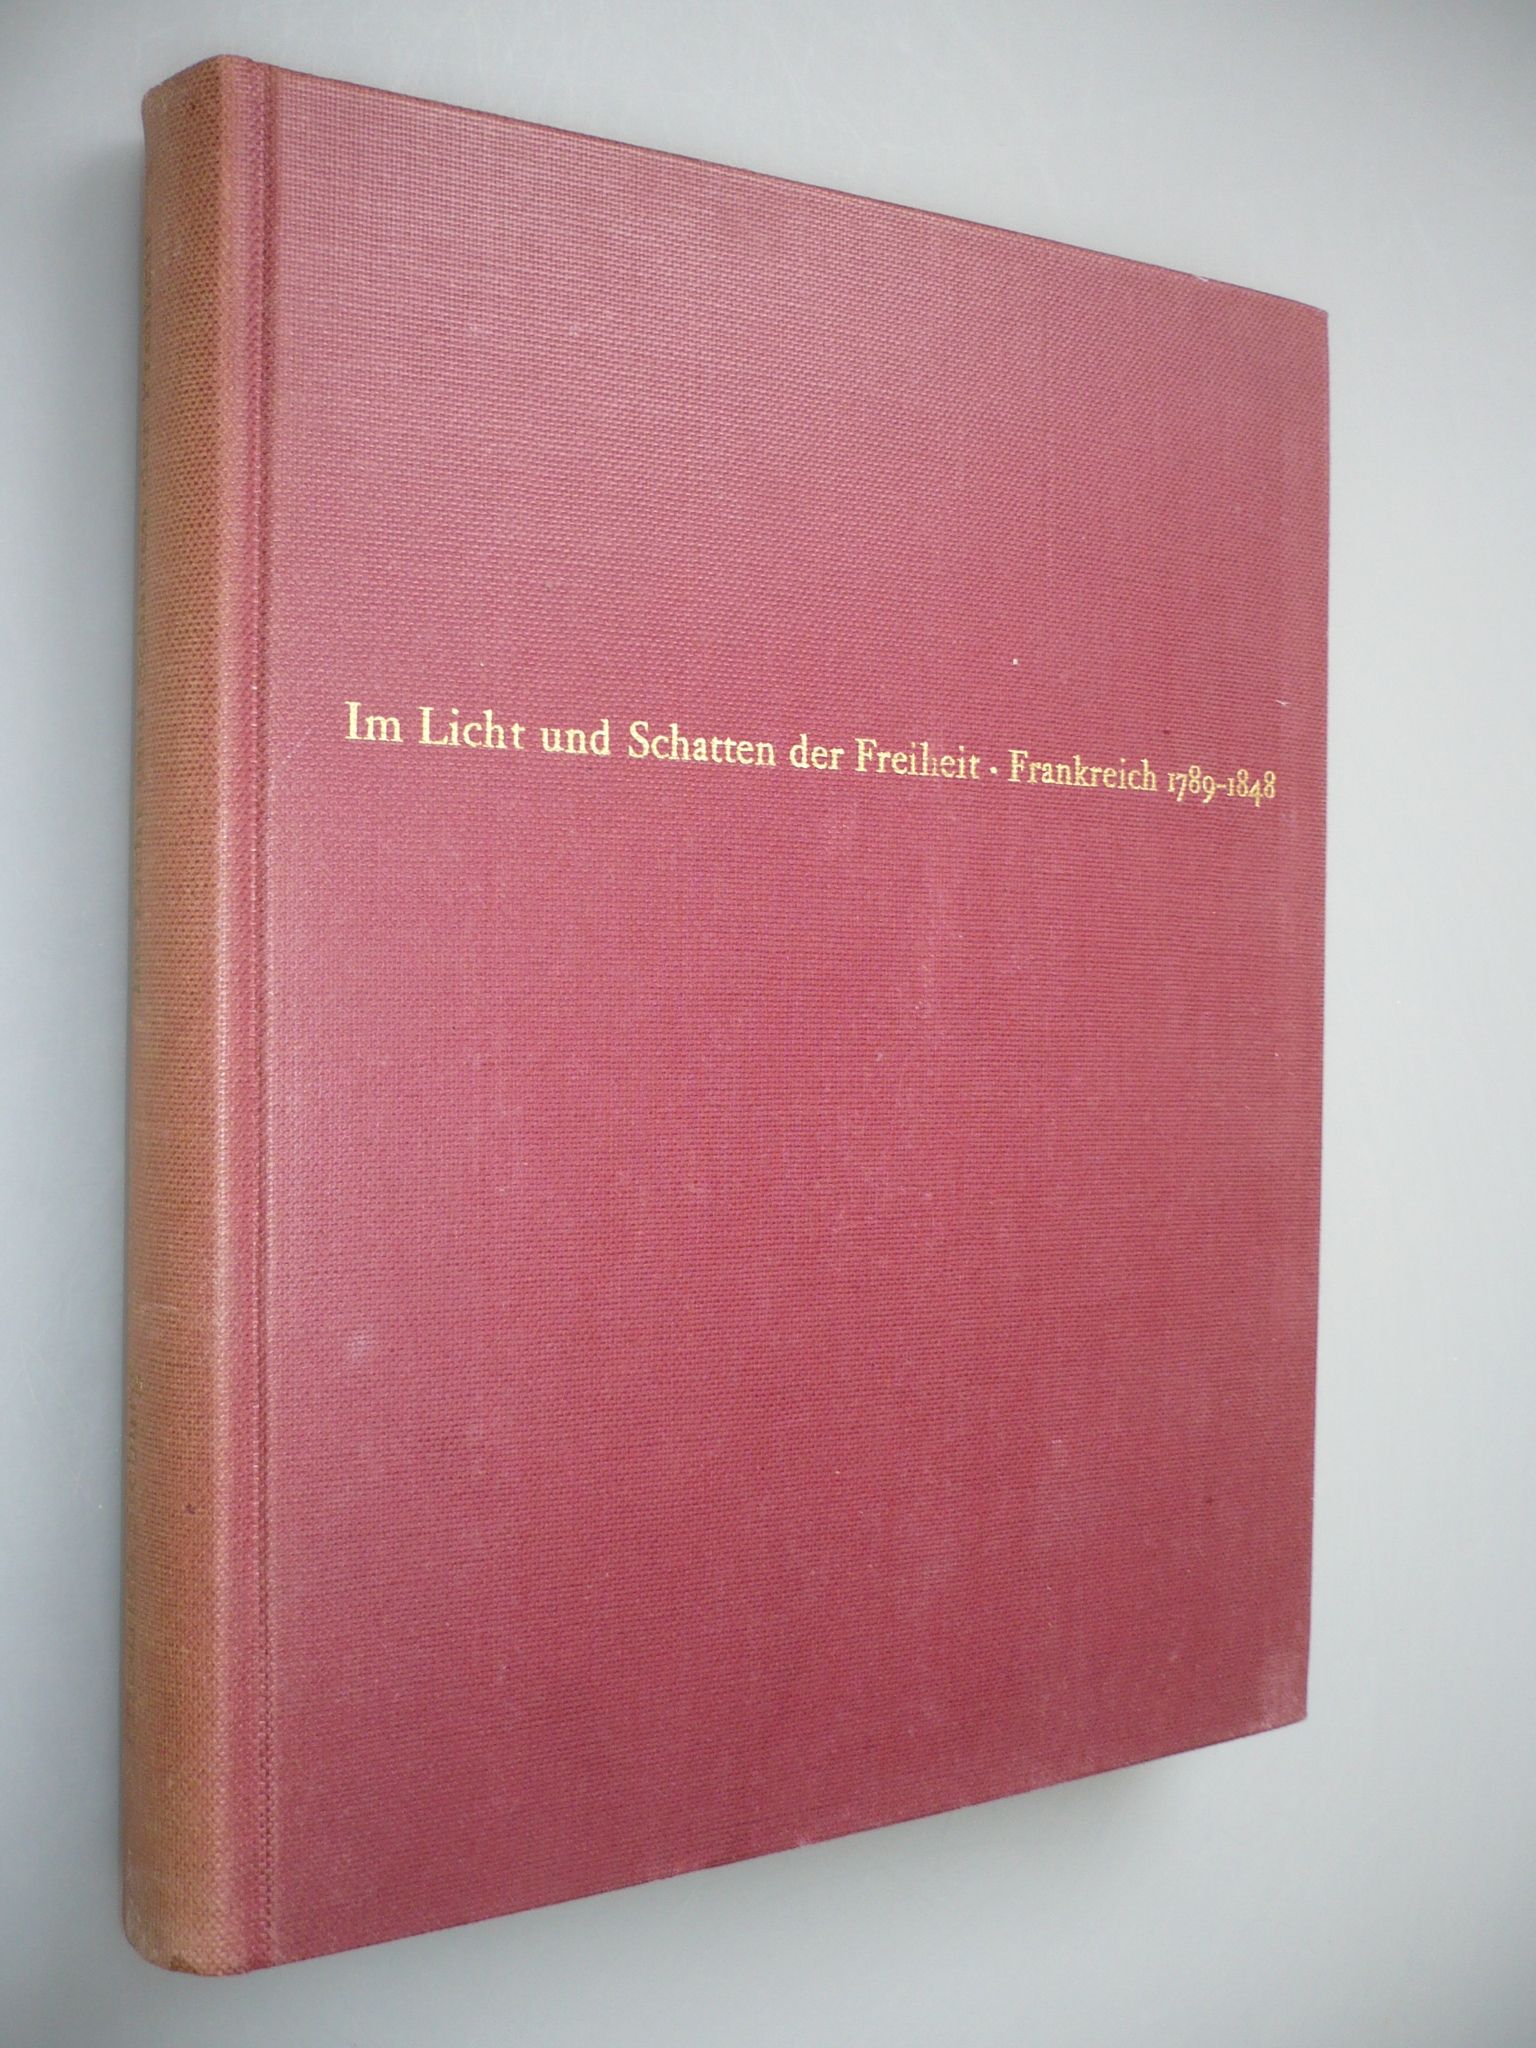 Im Licht und Schatten der Freiheit · Frankreich 1789-1848